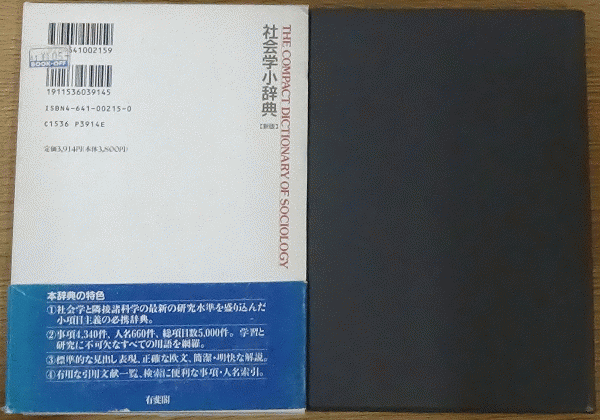 41002159
BOOK-OFF
1911536039145
ISBN4-641-00215-0
C1536 P3914E
定価3,914円(本体3,800円)
社会学小辞典
【新版】
THE COMPACT DICTIONARY OF SOCIOLOGY
本辞典の特色
①社会学と隣接諸科学の最新の研究水準を盛り込んだ
小項目主義の必携辞典。
②事項4,340件、人名660件、総項目数5,000件。学習と
研究に不可欠なすべての用語を網羅。
③標準的な見出し表現、正確な欧文、簡潔・明快な解説。
④有用な引用文献一覧、検索に便利な事項・人名索引。
有斐閣